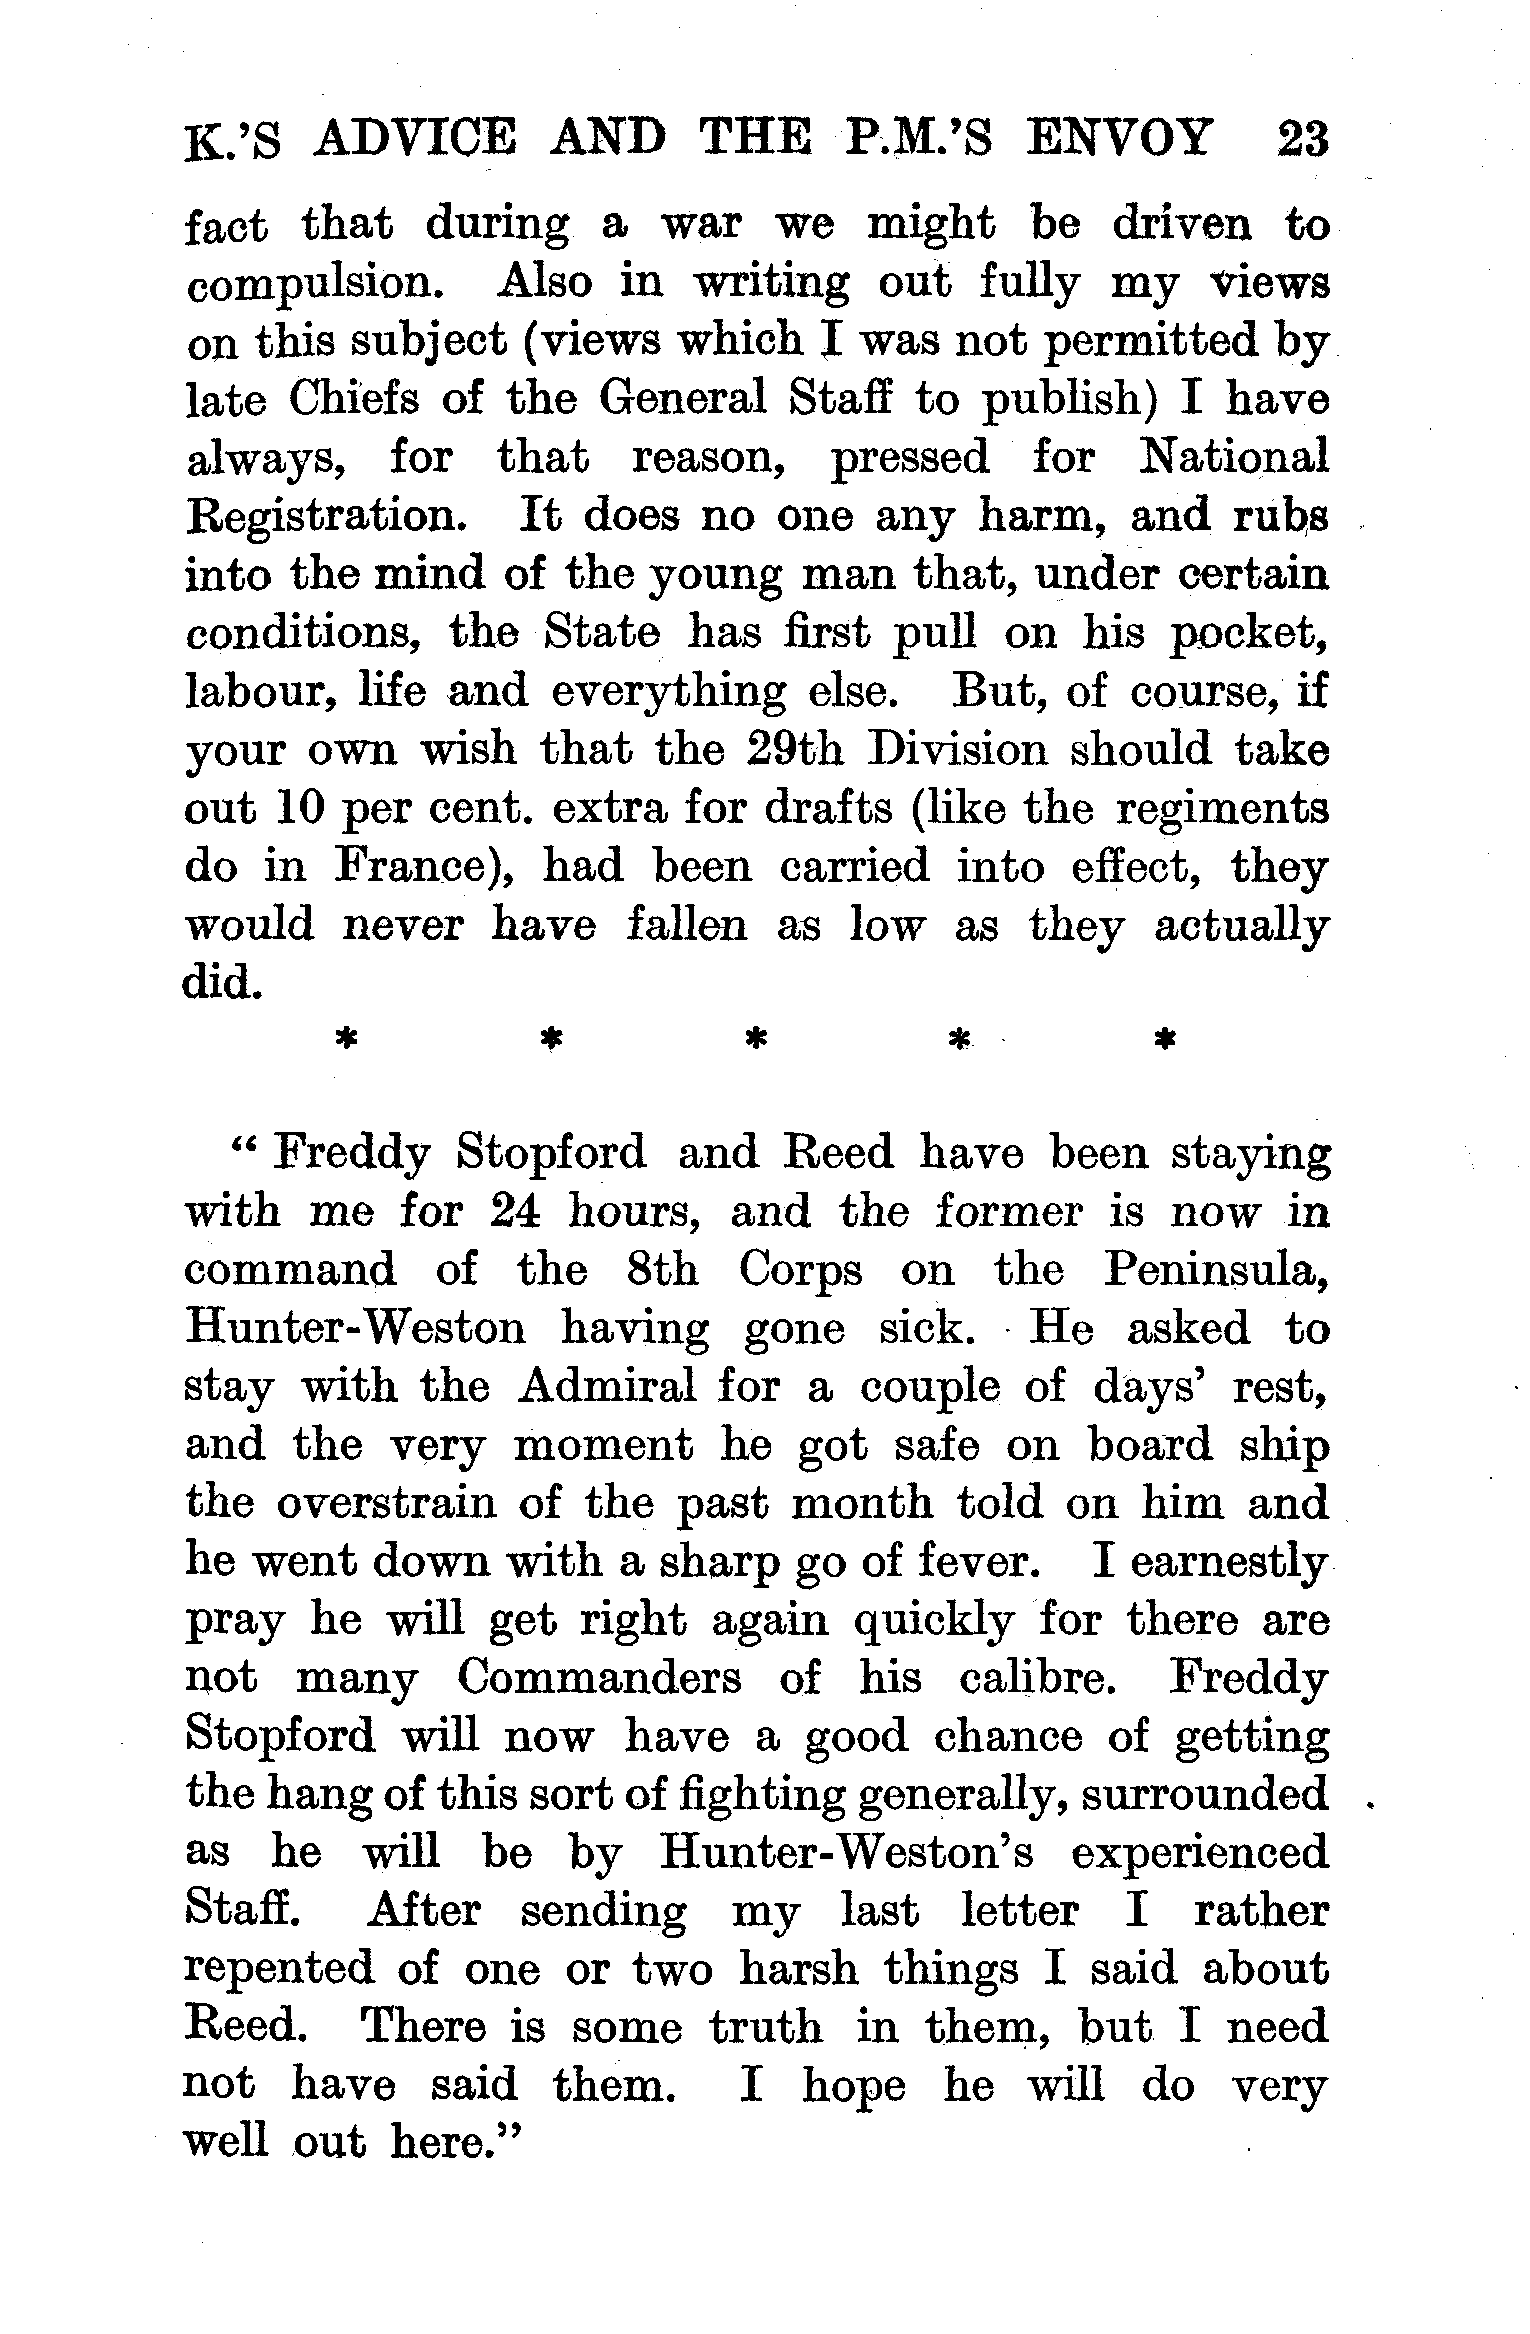 K.'S ADVICE AND THE P.M.'S ENVOY 23
fact that during a war we might be driven to
compulsion. Also in writing out fully my views
on this subject (views which I was not permitted by
late Chiefs of the General Staff to publish) I have
always, for that reason, pressed for National
Registration. It does no one any harm, and rubs
into the mind of the young man that, under certain
conditions, the State has first pull on his pocket,
labour, life and everything else. But, of course, if
your own wish that the 29th Division should take
out 10 per cent. extra for drafts (like the regiments
do in France), had been carried into effect, they
would never have fallen as low as they actually
did.
* * * * *
" Freddy Stopford and Reed have been staying
with me for 24 hours, and the former is now in
command of the 8th Corps on the Peninsula,
Hunter-Weston having gone sick. He asked to
stay with the Admiral for a couple of days' rest,
and the very moment he got safe on board ship
the overstrain of the past month told on him and
he went down with a sharp go of fever. I earnestly
pray he will get right again quickly for there are
not many Commanders of his calibre. Freddy
Stopford will now have a good chance of getting
the hang of this sort of fighting generally, surrounded
as he will be by Hunter-Weston's experienced
Staff. After sending my last letter I rather
repented of one or two harsh things I said about
Reed. There is some truth in them, but I need
not have said them. I hope he will do very
well out here."